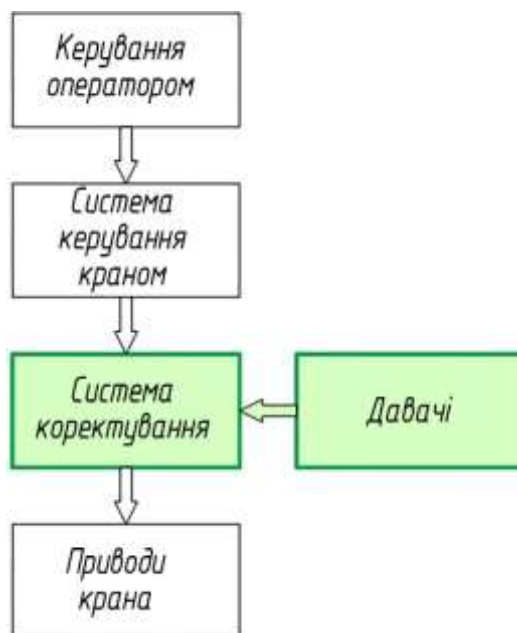 Керування
оператором
Система
керування
краном
Система
коректування
Давачі
Приводи
крана